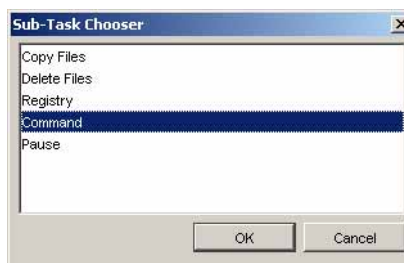 Sub-Task Chooser
Copy Files
Delete Files
Registry
Command
Pause
OK Cancel